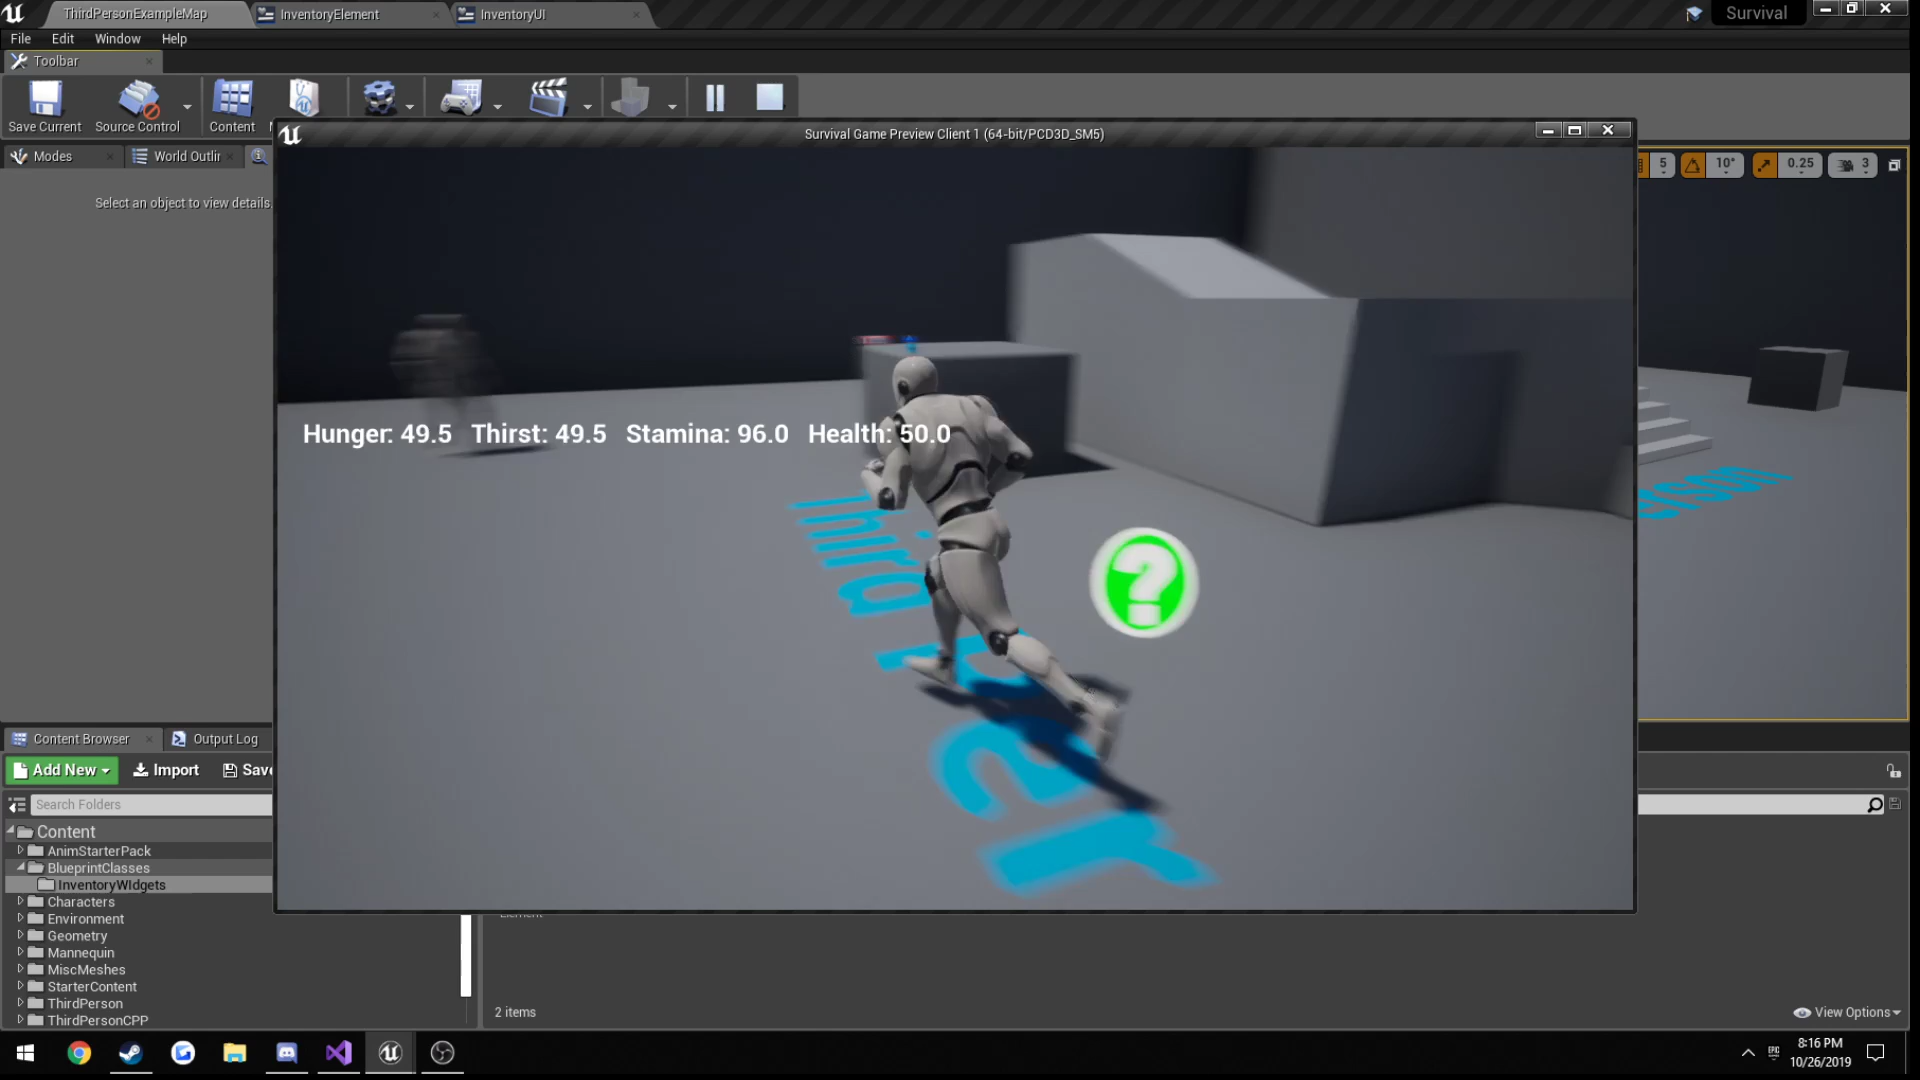 ThirdPersonExampleMap
InventoryElement
InventoryUI
Survival
File Edit Window Help
Toolbar
Save Current
Source Control
Content
Survival Game Preview Client 1 (64-bit/PCD3D_SM5)
Modes
World Outlir
5
10°
0.25
3
Select an object to view details.
Hunger: 49.5 Thirst: 49.5 Stamina: 96.0 Health: 50.0
?
Content Browser
Output Log
Add New
Import
Save
Search Folders
Content
AnimStarterPack
BlueprintClasses
InventoryWIdgets
Characters
Environment
Geometry
Mannequin
MiscMeshes
StarterContent
ThirdPerson
ThirdPersonCPP
Element
2 items
View Options
8:16 PM
10/26/2019